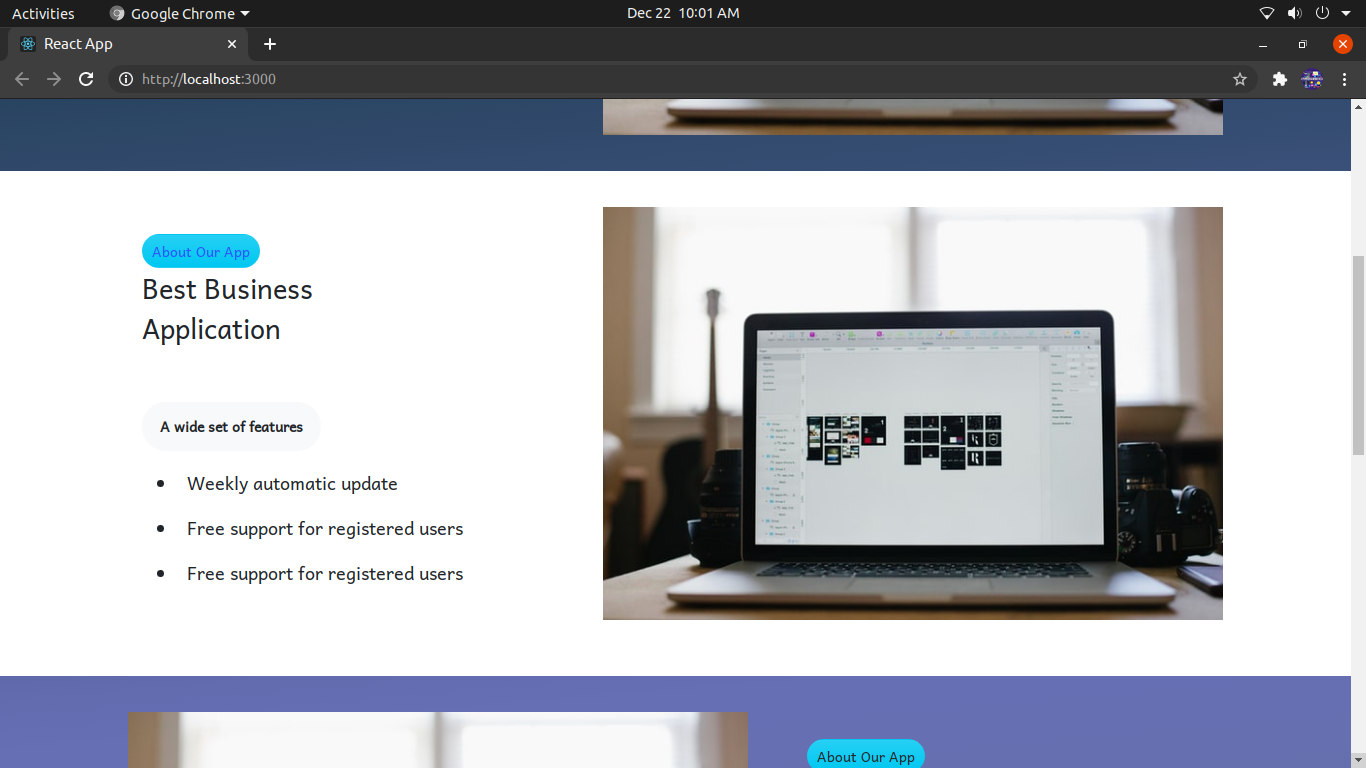 Activities
Google Chrome
Dec 22 10:01 AM
React App
http://localhost:3000
About Our App
Best Business
Application
A wide set of features
Weekly automatic update
Free support for registered users
Free support for registered users
About Our App